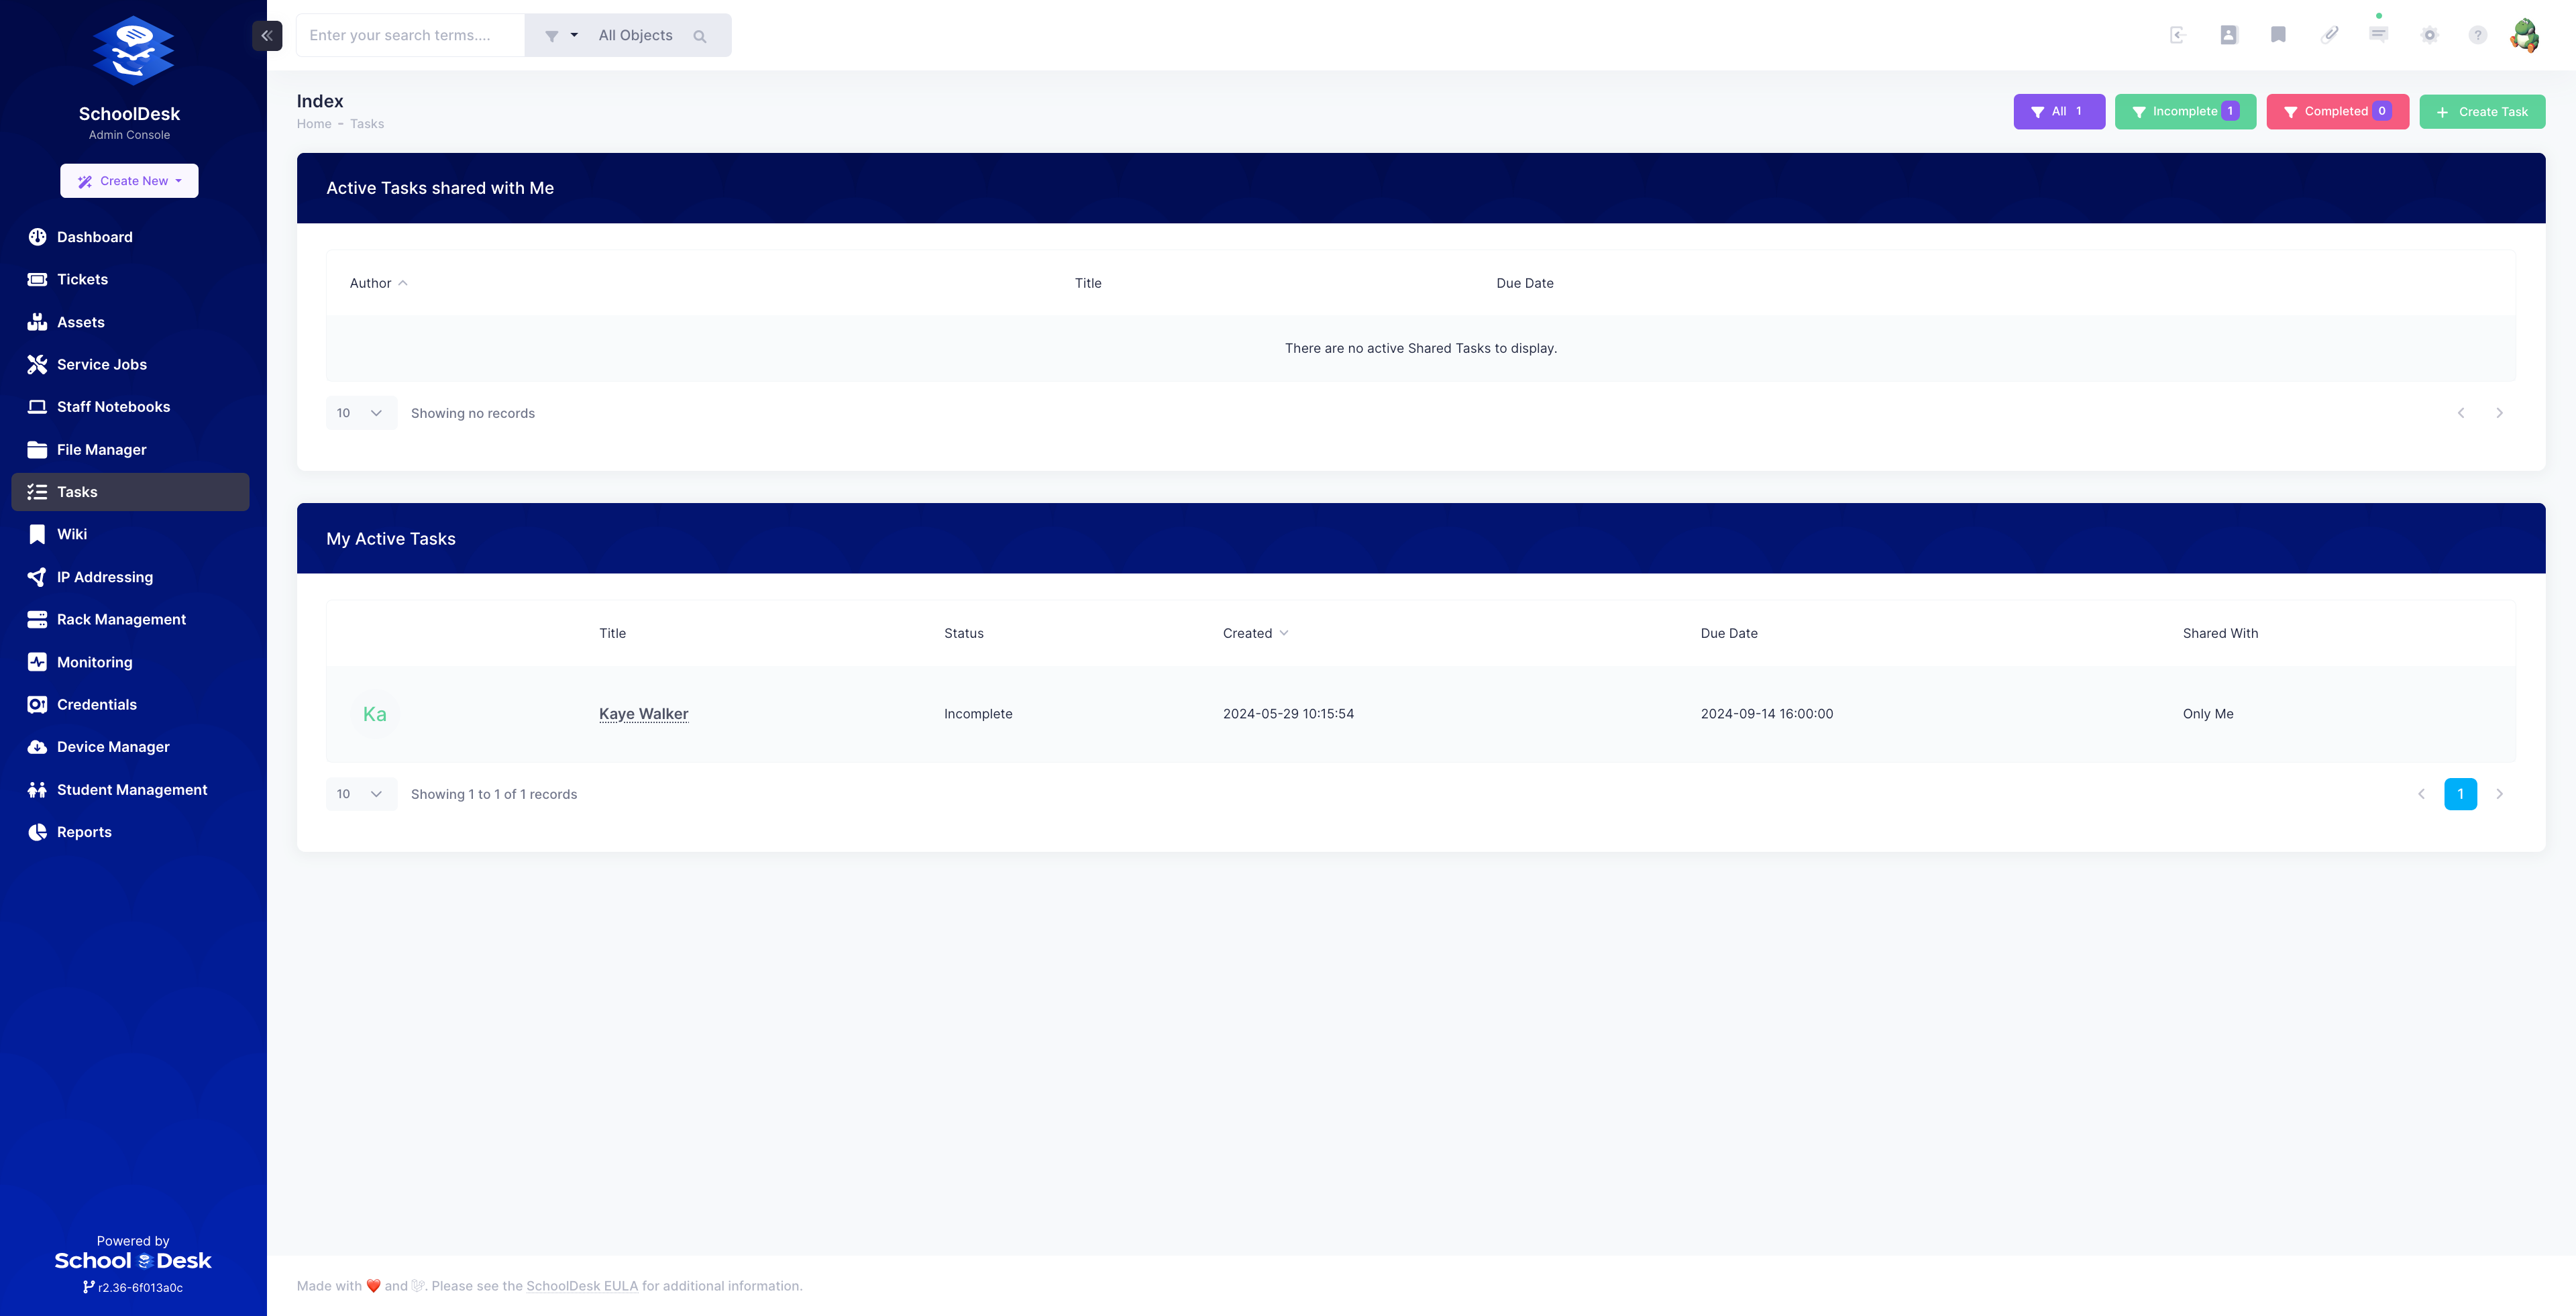 SchoolDesk
Admin Console
Create New
Dashboard
Tickets
Assets
Service Jobs
Staff Notebooks
File Manager
Tasks
Wiki
IP Addressing
Rack Management
Monitoring
Credentials
Device Manager
Student Management
Reports
Powered by
School Desk
r2.36-6f013a0c
Enter your search terms....
All Objects
Index
Home - Tasks
All 1
Incomplete 1
Completed 0
Create Task
Active Tasks shared with Me
Author Title Due Date
There are no active Shared Tasks to display.
10 Showing no records
My Active Tasks
Title Status Created Due Date Shared With
Ka Kaye Walker Incomplete 2024-05-29 10:15:54 2024-09-14 16:00:00 Only Me
10 Showing 1 to 1 of 1 records 1
Made with ❤️ and 🕊. Please see the SchoolDesk EULA for additional information.